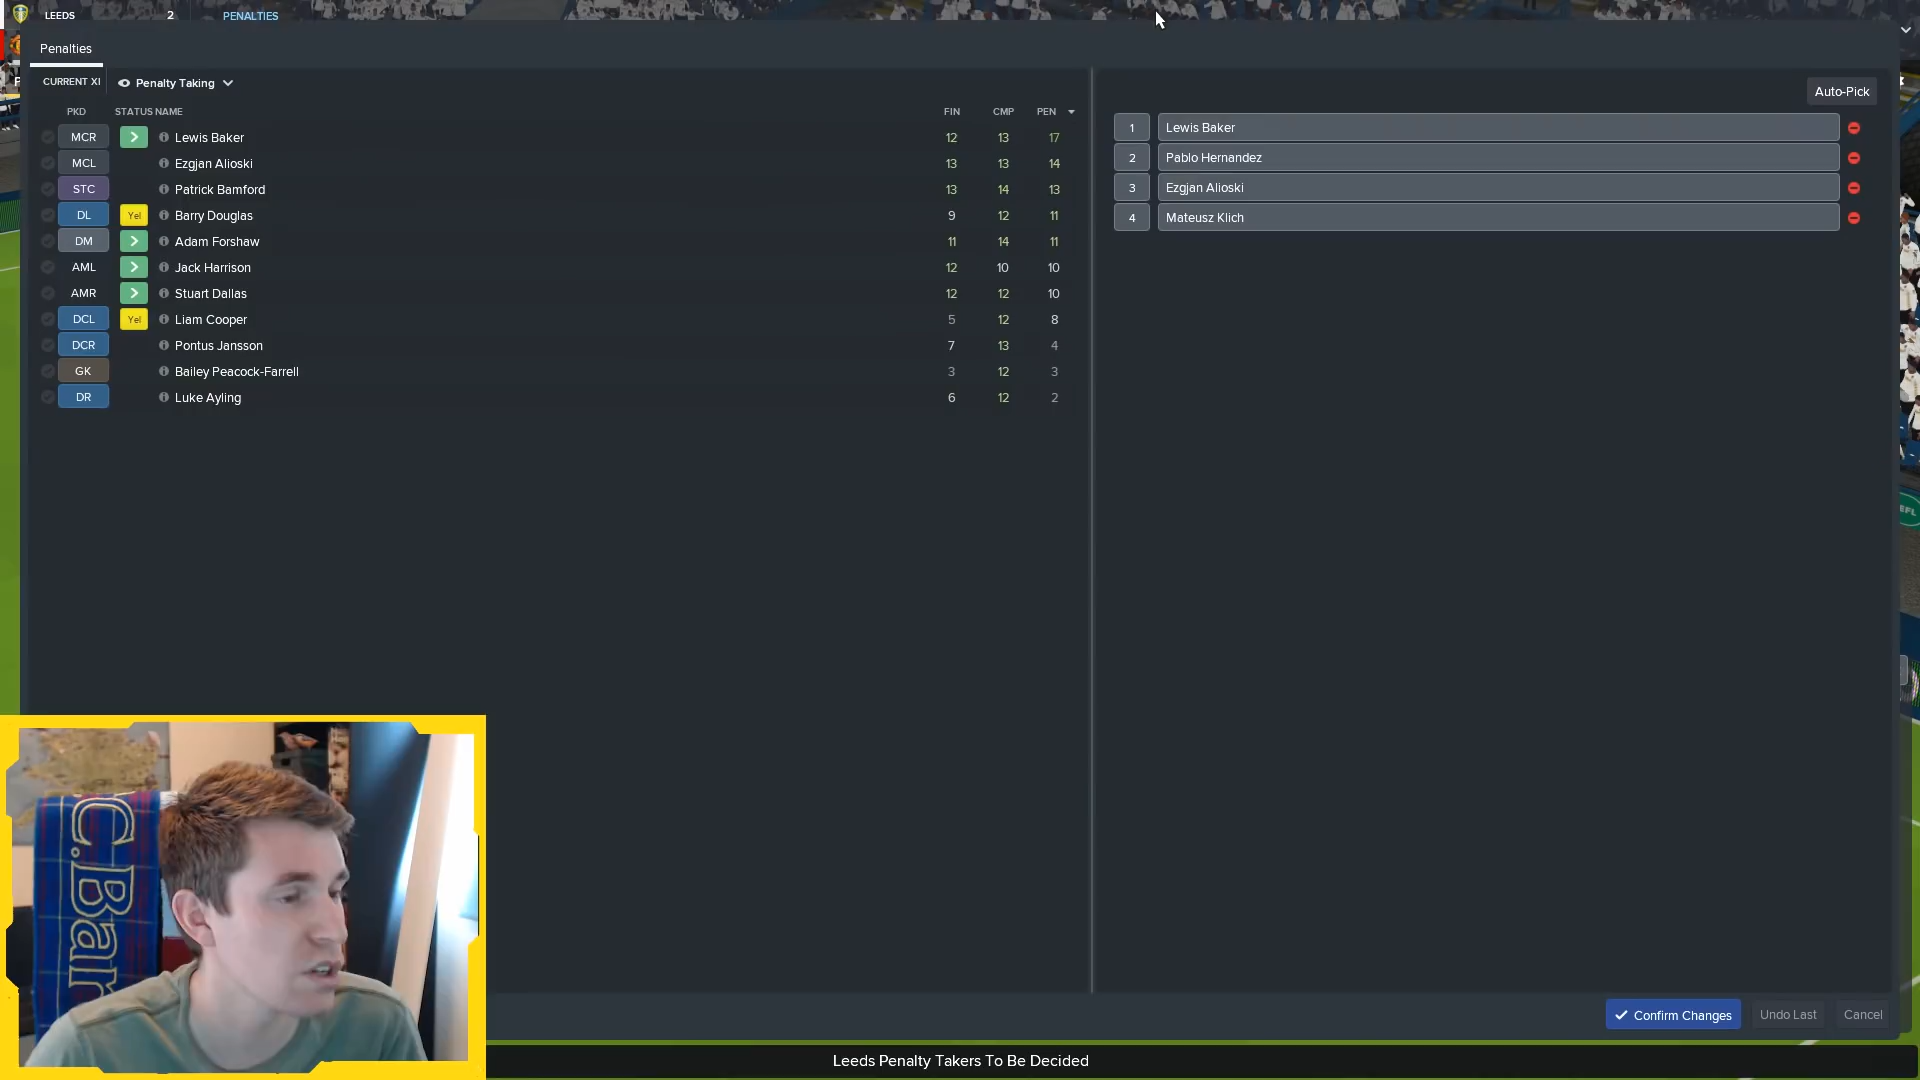 LEEDS 2 PENALTIES
Penalties
CURRENT XI Penalty Taking
PKD STATUS NAME FIN CMP PEN
MCR Lewis Baker 12 13 17
MCL Ezgjan Alioski 13 13 14
STC Patrick Bamford 13 14 13
DL Yel Barry Douglas 9 12 11
DM Adam Forshaw 11 14 11
AML Jack Harrison 12 10 10
AMR Stuart Dallas 12 12 10
DCL Yel Liam Cooper 5 12 8
DCR Pontus Jansson 7 13 4
GK Bailey Peacock-Farrell 3 12 3
DR Luke Ayling 6 12 2
Auto-Pick
1 Lewis Baker
2 Pablo Hernandez
3 Ezgjan Alioski
4 Mateusz Klich
EFL
C.Bar
Confirm Changes Undo Last Cancel
Leeds Penalty Takers To Be Decided